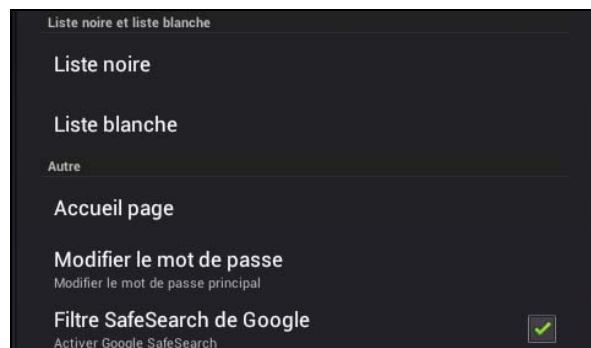 Liste noire et liste blanche
Liste noire
Liste blanche
Autre
Accueil page
Modifier le mot de passe
Modifier le mot de passe principal
Filtre SafeSearch de Google
Activer Google SafeSearch